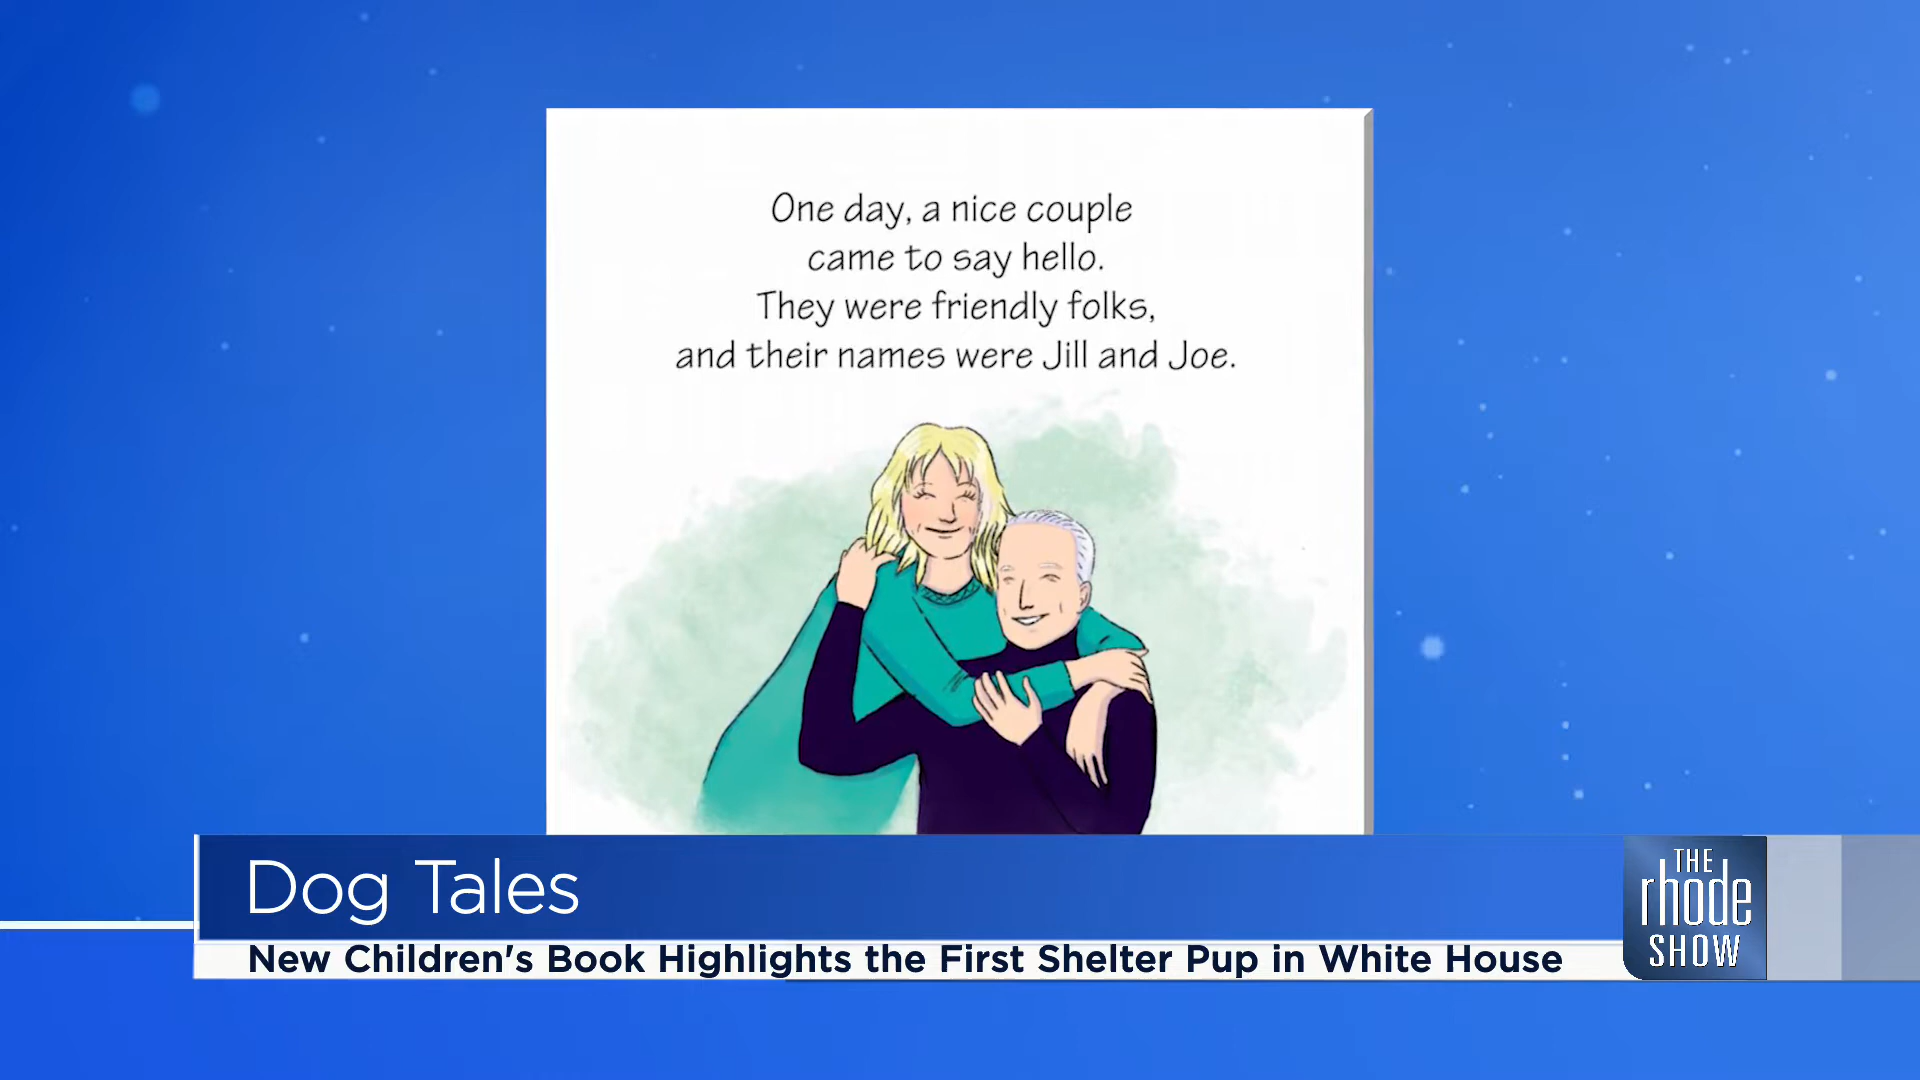 One day, a nice couple
came to say hello.
They were friendly folks,
and their names were Jill and Joe.
Dog Tales
New Children's Book Highlights the First Shelter Pup in White House
THE
rhode
SHOW